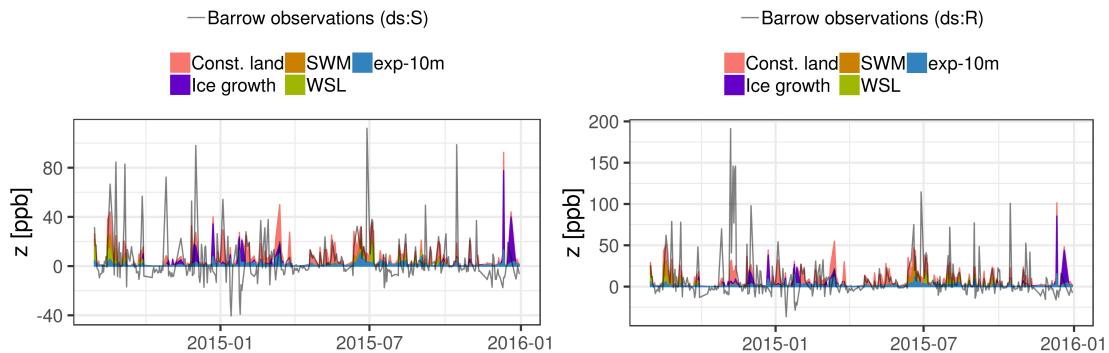 Barrow observations (ds:S)
Const. land SWM exp-10m
Ice growth WSL
z [ppb]
80
40
0
-40
2015-01 2015-07 2016-01
Barrow observations (ds:R)
Const. land SWM exp-10m
Ice growth WSL
z [ppb]
200
150
100
50
0
2015-01 2015-07 2016-01